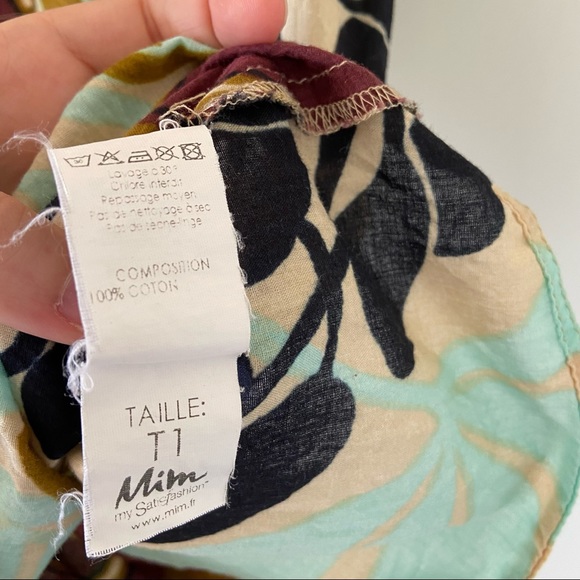 Lavage à 30°
Chlore interdit
Repassage moyen
Pas de nettoyage à sec
Pas de seche-linge
COMPOSITION
100% COTON
TAILLE:
T1
Mim
my Satisfashion
www.mim.fr